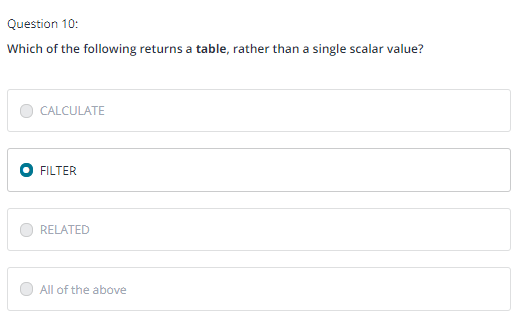 Question 10:
Which of the following returns a table, rather than a single scalar value?
CALCULATE
FILTER
RELATED
All of the above